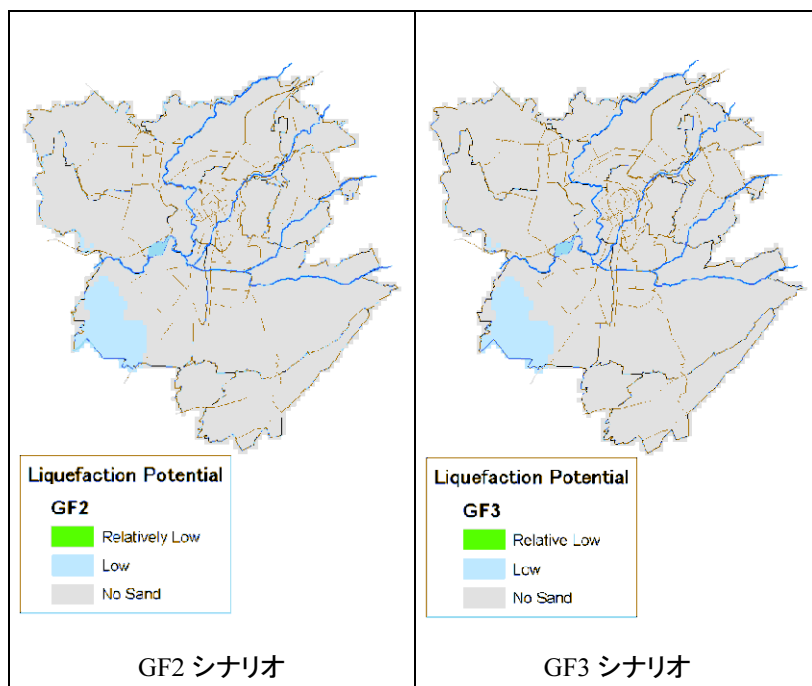 Liquefaction Potential
GF2
Relatively Low
Low
No Sand
GF2 シナリオ
Liquefaction Potential
GF3
Relative Low
Low
No Sand
GF3 シナリオ